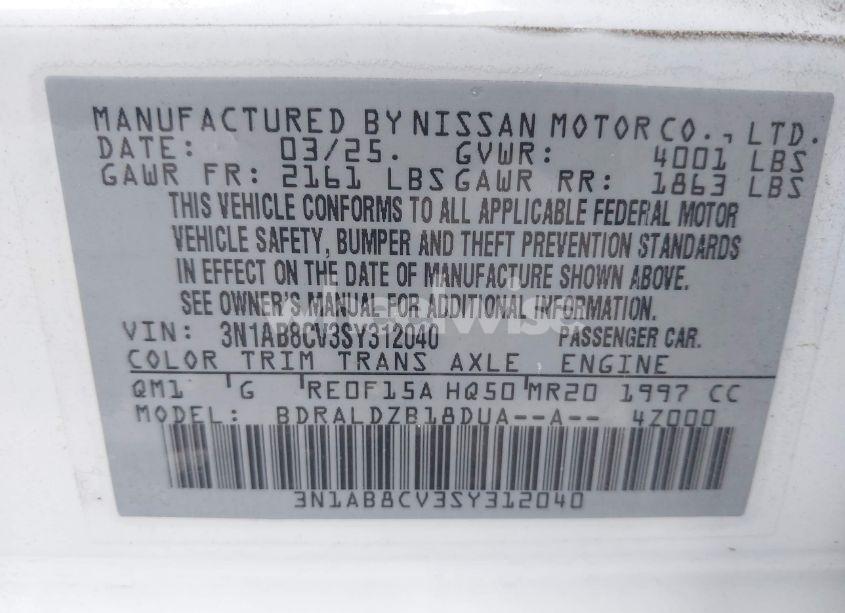 MANUFACTURED BY NISSAN MOTOR CO., LTD.
DATE: 03/25. GVWR: 4001 LBS
GAWR FR: 2161 LBS GAWR RR: 1863 LBS
THIS VEHICLE CONFORMS TO ALL APPLICABLE FEDERAL MOTOR
VEHICLE SAFETY, BUMPER AND THEFT PREVENTION STANDARDS
IN EFFECT ON THE DATE OF MANUFACTURE SHOWN ABOVE.
SEE OWNER'S MANUAL FOR ADDITIONAL INFORMATION.
VIN: 3N1AB8CV3SY312040 PASSENGER CAR.
COLOR TRIM TRANS AXLE ENGINE
QM1 G RE0F15A HQ50 MR20 1997 CC
MODEL: BDRALDZB18DUA--A-- 4Z000
3N1AB8CV3SY312040